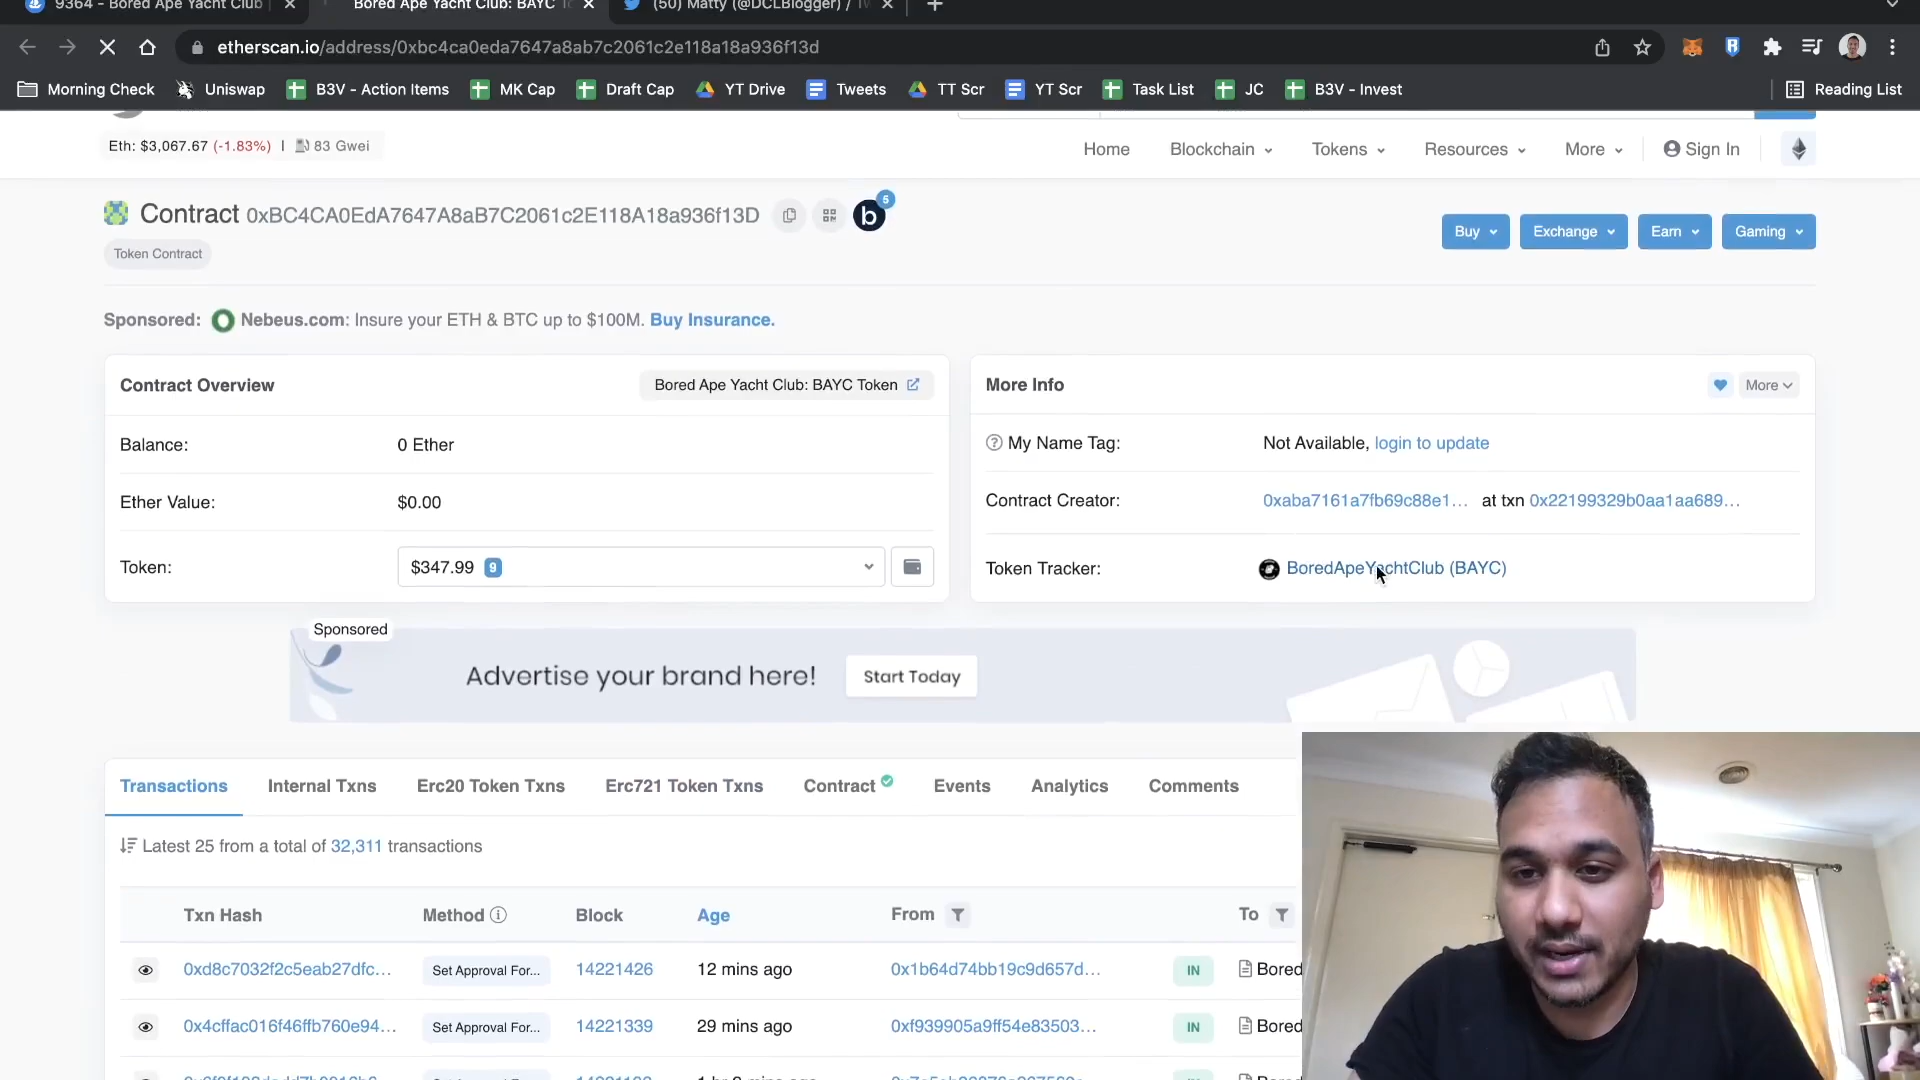 9364 - Bored Ape Yacht Club
Bored Ape Yacht Club: BAYC
(50) Matty (@DCLBlogger) /
etherscan.io/address/0xbc4ca0eda7647a8ab7c2061c2e118a18a936f13d
Morning Check Uniswap B3V - Action Items MK Cap Draft Cap YT Drive Tweets TT Scr YT Scr Task List JC B3V - Invest Reading List
Eth: $3,067.67 (-1.83%) | 83 Gwei
Home Blockchain Tokens Resources More Sign In
Contract 0xBC4CA0EdA7647A8aB7C2061c2E118A18a936f13D b 5
Buy Exchange Earn Gaming
Token Contract
Sponsored: Nebeus.com: Insure your ETH & BTC up to $100M. Buy Insurance.
Contract Overview Bored Ape Yacht Club: BAYC Token
Balance: 0 Ether
Ether Value: $0.00
Token: $347.99 9
More Info More
My Name Tag: Not Available, login to update
Contract Creator: 0xaba7161a7fb69c88e1... at txn 0x22199329b0aa1aa689...
Token Tracker: BoredApeYachtClub (BAYC)
Sponsored
Advertise your brand here! Start Today
Transactions Internal Txns Erc20 Token Txns Erc721 Token Txns Contract Events Analytics Comments
Latest 25 from a total of 32,311 transactions
Txn Hash Method Block Age From To
0xd8c7032f2c5eab27dfc... Set Approval For... 14221426 12 mins ago 0x1b64d74bb19c9d657d... IN Bored
0x4cffac016f46ffb760e94... Set Approval For... 14221339 29 mins ago 0xf939905a9ff54e83503... IN Bored